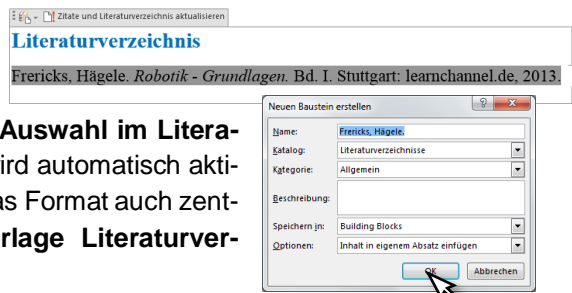 Zitate und Literaturverzeichnis aktualisieren
Literaturverzeichnis
Frericks, Hägele. Robotik - Grundlagen. Bd. I. Stuttgart: learnchannel.de, 2013.
Auswahl im Litera-
ird automatisch akti-
as Format auch zent-
rlage Literaturver-
Neuen Baustein erstellen
Name: Frericks, Hägele.
Katalog: Literaturverzeichnisse
Kategorie: Allgemein
Beschreibung:
Speichern in: Building Blocks
Optionen: Inhalt in eigenem Absatz einfügen
OK Abbrechen